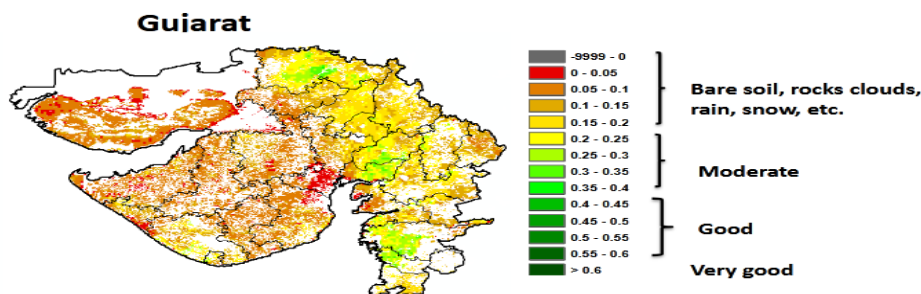 Gujarat
-9999 - 0
0 - 0.05
0.05 - 0.1
0.1 - 0.15
0.15 - 0.2
0.2 - 0.25
0.25 - 0.3
0.3 - 0.35
0.35 - 0.4
0.4 - 0.45
0.45 - 0.5
0.5 - 0.55
0.55 - 0.6
> 0.6
Bare soil, rocks clouds,
rain, snow, etc.
Moderate
Good
Very good